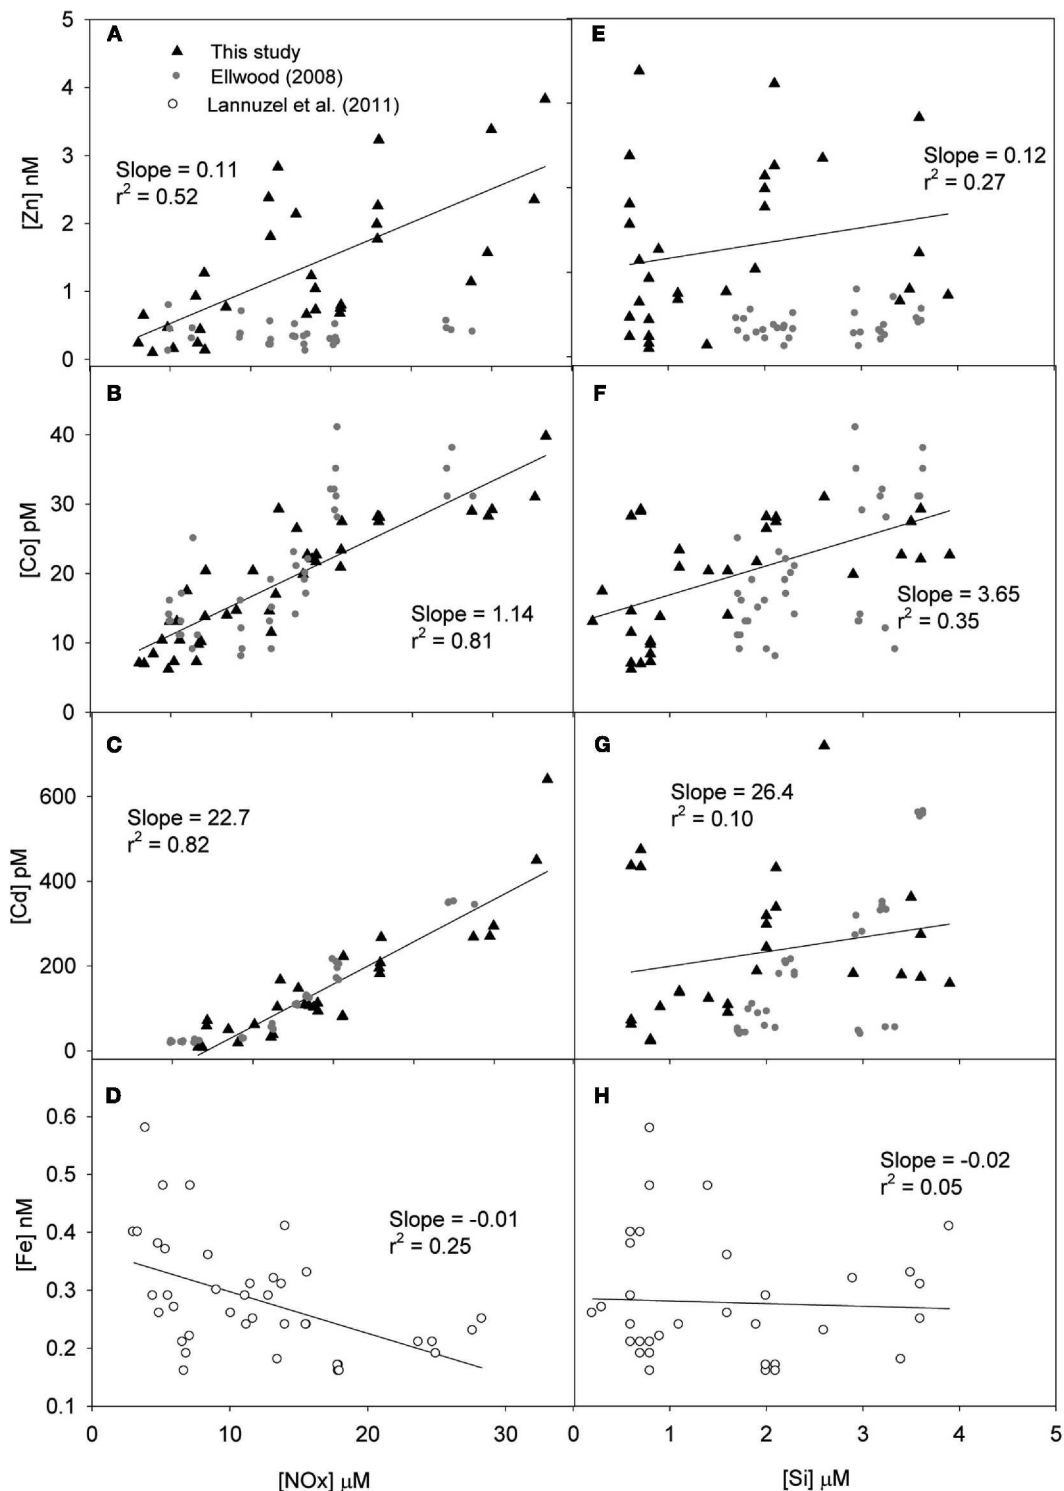 A
This study
Ellwood (2008)
Lannuzel et al. (2011)
Slope = 0.11
r² = 0.52
5
4
3
2
1
0
[Zn] nM
E
Slope = 0.12
r² = 0.27
B
40
30
20
10
0
[Co] pM
Slope = 1.14
r² = 0.81
F
Slope = 3.65
r² = 0.35
C
Slope = 22.7
r² = 0.82
600
400
200
0
[Cd] pM
G
Slope = 26.4
r² = 0.10
D
0.6
0.5
0.4
0.3
0.2
0.1
[Fe] nM
Slope = -0.01
r² = 0.25
H
Slope = -0.02
r² = 0.05
0 10 20 30 0 1 2 3 4 5
[NOx] μM
[Si] μM